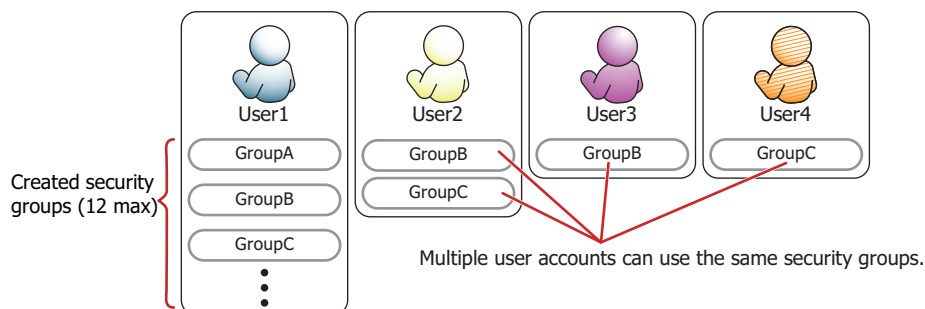 User1
User2
User3
User4
GroupA
GroupB
GroupB
GroupC
Created security
groups (12 max)
GroupB
GroupC
GroupC
Multiple user accounts can use the same security groups.